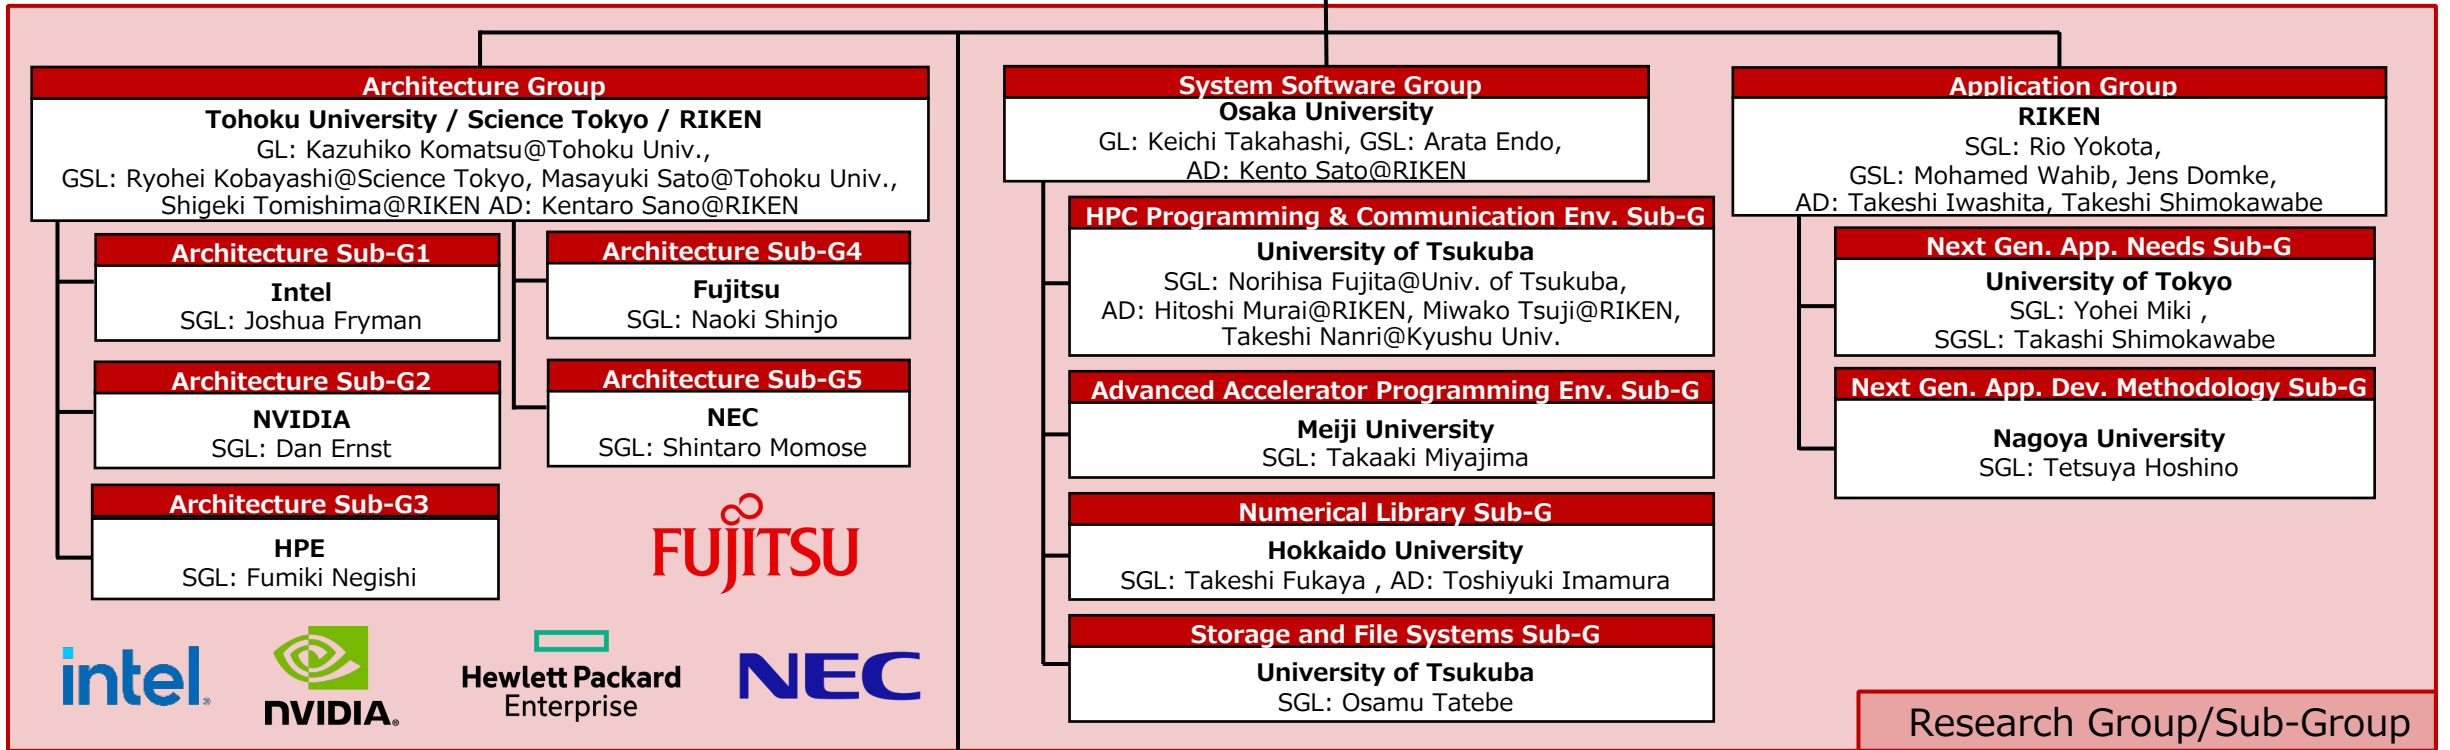 Architecture Group
Tohoku University / Science Tokyo / RIKEN
GL: Kazuhiko Komatsu@Tohoku Univ.,
GSL: Ryohei Kobayashi@Science Tokyo, Masayuki Sato@Tohoku Univ.,
Shigeki Tomishima@RIKEN AD: Kentaro Sano@RIKEN
Architecture Sub-G1
Intel
SGL: Joshua Fryman
Architecture Sub-G2
NVIDIA
SGL: Dan Ernst
Architecture Sub-G3
HPE
SGL: Fumiki Negishi
Architecture Sub-G4
Fujitsu
SGL: Naoki Shinjo
Architecture Sub-G5
NEC
SGL: Shintaro Momose
FUJITSU
intel.
NVIDIA.
Hewlett Packard
Enterprise
NEC
System Software Group
Osaka University
GL: Keichi Takahashi, GSL: Arata Endo,
AD: Kento Sato@RIKEN
HPC Programming & Communication Env. Sub-G
University of Tsukuba
SGL: Norihisa Fujita@Univ. of Tsukuba,
AD: Hitoshi Murai@RIKEN, Miwako Tsuji@RIKEN,
Takeshi Nanri@Kyushu Univ.
Advanced Accelerator Programming Env. Sub-G
Meiji University
SGL: Takaaki Miyajima
Numerical Library Sub-G
Hokkaido University
SGL: Takeshi Fukaya , AD: Toshiyuki Imamura
Storage and File Systems Sub-G
University of Tsukuba
SGL: Osamu Tatebe
Application Group
RIKEN
SGL: Rio Yokota,
GSL: Mohamed Wahib, Jens Domke,
AD: Takeshi Iwashita, Takeshi Shimokawabe
Next Gen. App. Needs Sub-G
University of Tokyo
SGL: Yohei Miki ,
SGSL: Takashi Shimokawabe
Next Gen. App. Dev. Methodology Sub-G
Nagoya University
SGL: Tetsuya Hoshino
Research Group/Sub-Group